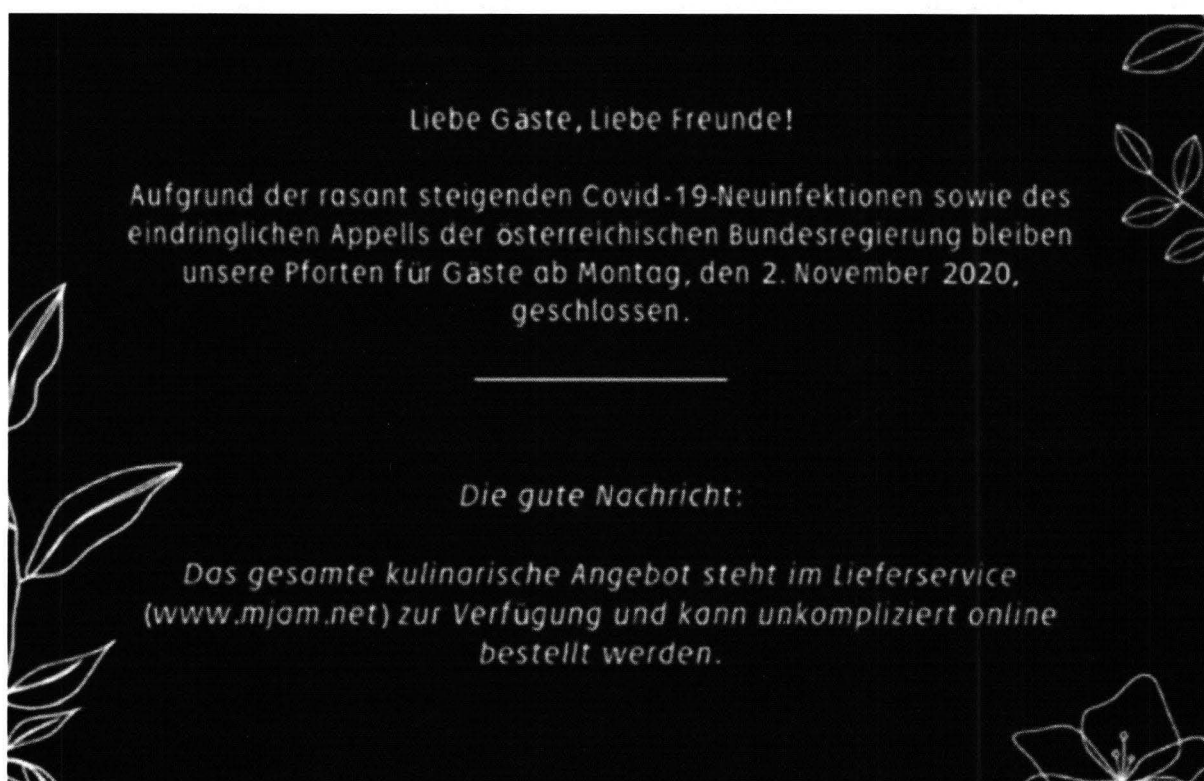 Liebe Gäste, Liebe Freunde!
Aufgrund der rasant steigenden Covid-19-Neuinfektionen sowie des
eindringlichen Appells der österreichischen Bundesregierung bleiben
unsere Pforten für Gäste ab Montag, den 2. November 2020,
geschlossen.
Die gute Nachricht:
Das gesamte kulinarische Angebot steht im Lieferservice
(www.mjam.net) zur Verfügung und kann unkompliziert online
bestellt werden.